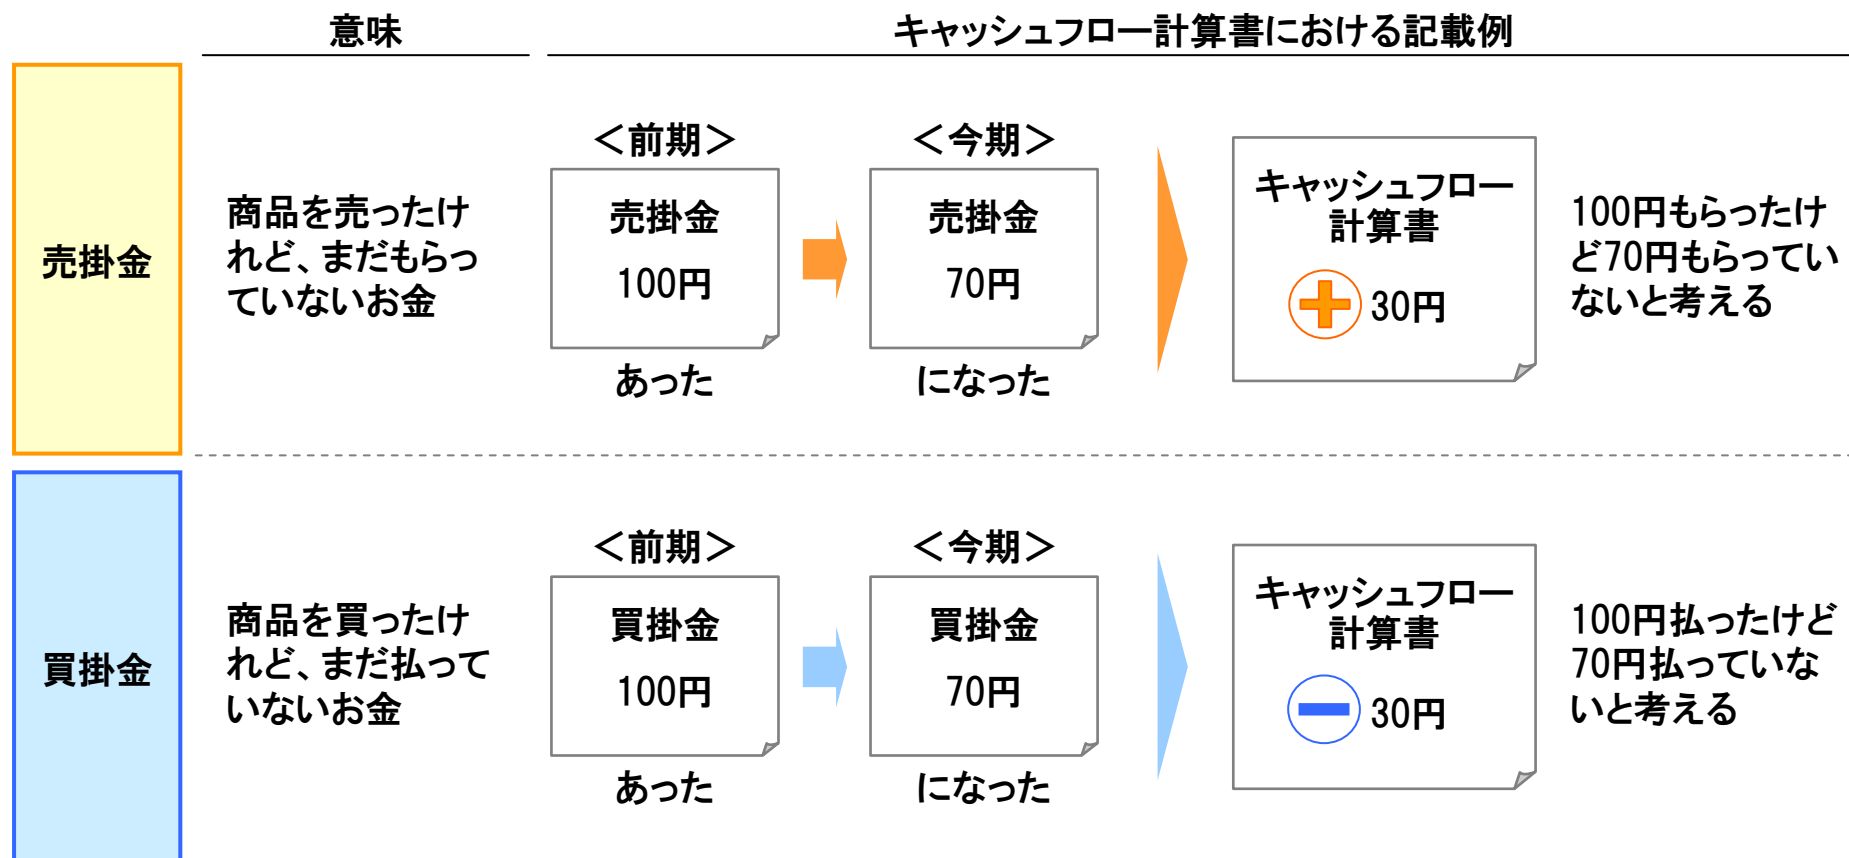 意味
キャッシュフロー計算書における記載例
売掛金
商品を売ったけ
れど、まだもらっ
ていないお金
＜前期＞
売掛金
100円
あった
＜今期＞
売掛金
70円
になった
キャッシュフロー
計算書
＋ 30円
100円もらったけ
ど70円もらってい
ないと考える
買掛金
商品を買ったけ
れど、まだ払って
いないお金
＜前期＞
買掛金
100円
あった
＜今期＞
買掛金
70円
になった
キャッシュフロー
計算書
− 30円
100円払ったけど
70円払っていな
いと考える